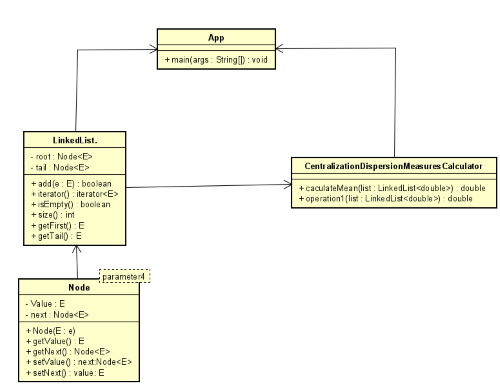 App
+ main(args : String[]) : void
LinkedList.
- root : Node<E>
- tail : Node<E>
+ add(e : E) : boolean
+ iterator() : iterator<E>
+ isEmpty() : boolean
+ size() : int
+ getFirst() : E
+ getTail() : E
CentralizationDispersionMeasuresCalculator
+ caculateMean(list : LinkedList<double>) : double
+ operation1(list : LinkedList<double>) : double
parameter4
Node
- Value : E
- next : Node<E>
+ Node(E : e)
+ getValue() : E
+ getNext() : Node<E>
+ setValue() : next:Node<E>
+ setNext() : value: E